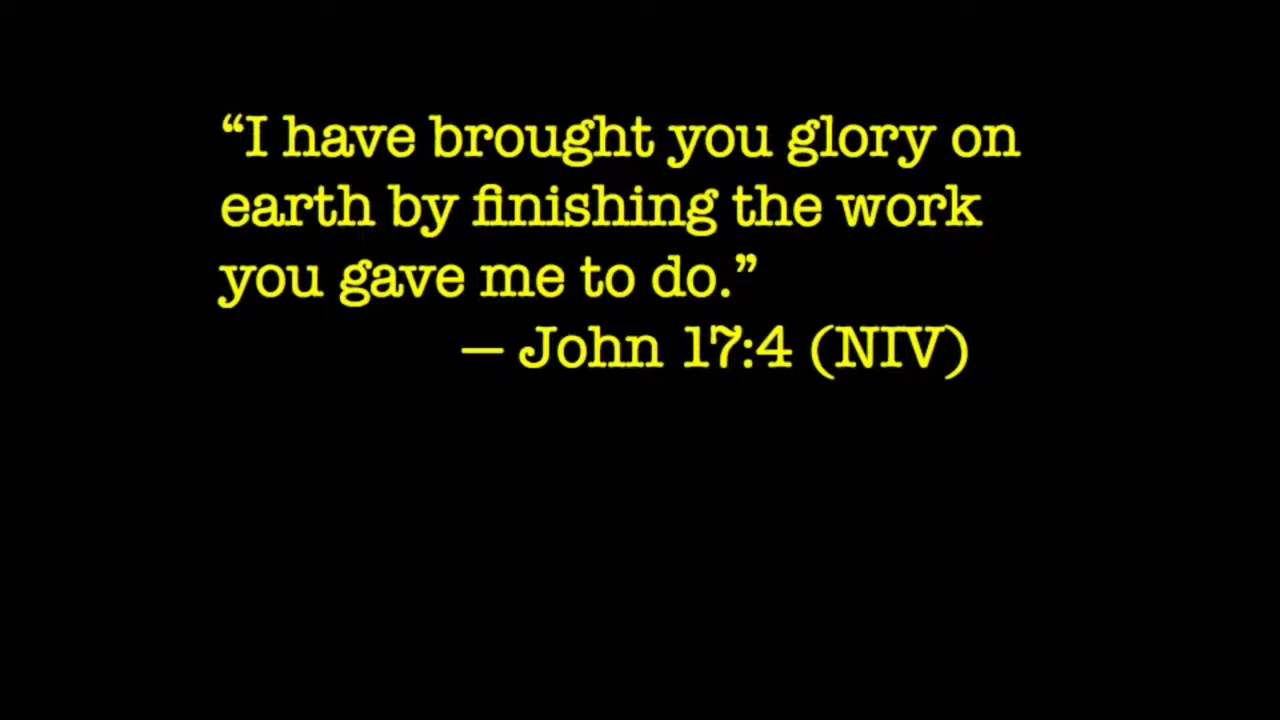 “I have brought you glory on
earth by finishing the work
you gave me to do.”
— John 17:4 (NIV)